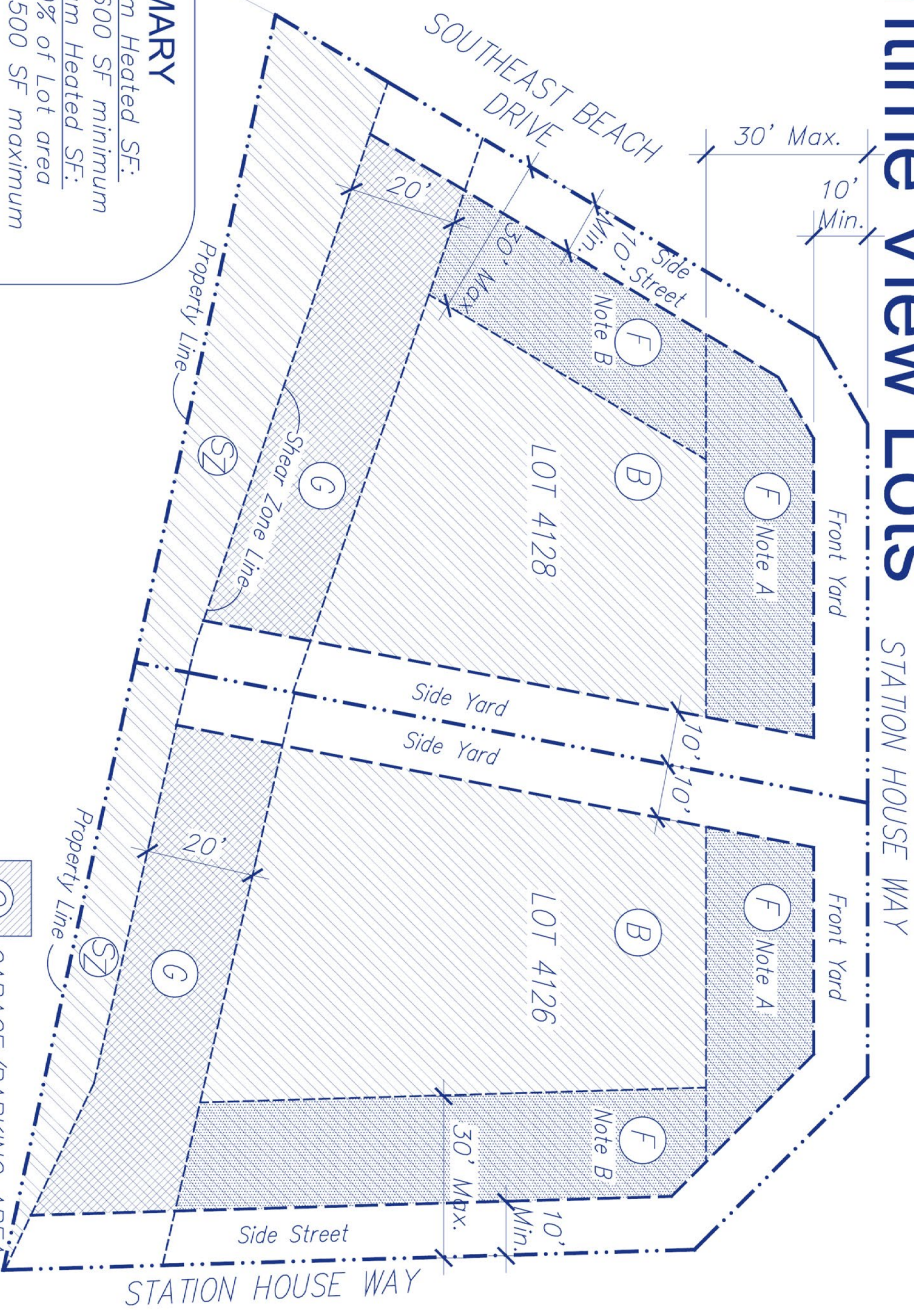 View Lots
STATION HOUSE WAY
SOUTHEAST BEACH
DRIVE
30' Max.
10'
Min.
Front Yard
F
Note A
Side
Street
10'
Min.
30' Max.
F
Note B
B
LOT 4128
20'
G
Shear Zone Line
SZ
Property Line
Side Yard
10'
Side Yard
10'
Front Yard
F
Note A
B
LOT 4126
F
Note B
30' Max.
10'
Min.
Side Street
STATION HOUSE WAY
20'
G
SZ
Property Line
MARY
m Heated SF:
600 SF minimum
m Heated SF:
% of Lot area
500 SF maximum
G